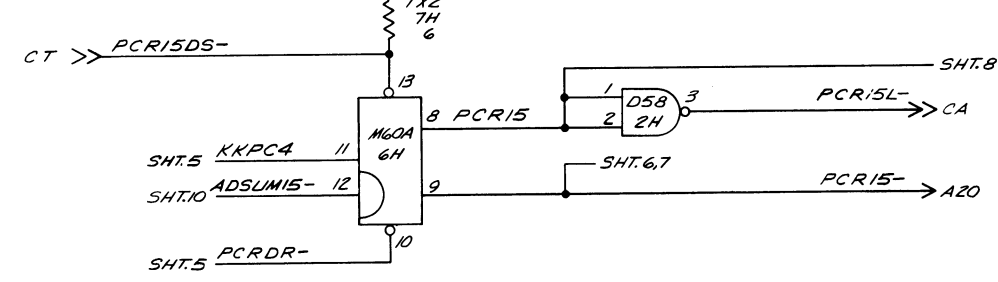 7H
6
CT PCR15DS-
13
SHT.8
M60A
6H
8 PCR15
1
2
D58
2H
3 PCR15L- CA
SHT.5 KKPC4 11
SHT.10 ADSUM15- 12
9
SHT.6,7
PCR15- A20
10
SHT.5 PCRDR-